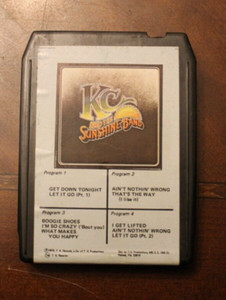 KC
AND THE
SUNSHINE BAND
Program 1
GET DOWN TONIGHT
LET IT GO (Pt. 1)
Program 2
AIN'T NOTHIN' WRONG
THAT'S THE WAY
(I like it)
Program 3
BOOGIE SHOES
I'M SO CRAZY ('Bout you)
WHAT MAKES
YOU HAPPY
Program 4
I GET LIFTED
AIN'T NOTHIN' WRONG
LET IT GO (Pt. 2)